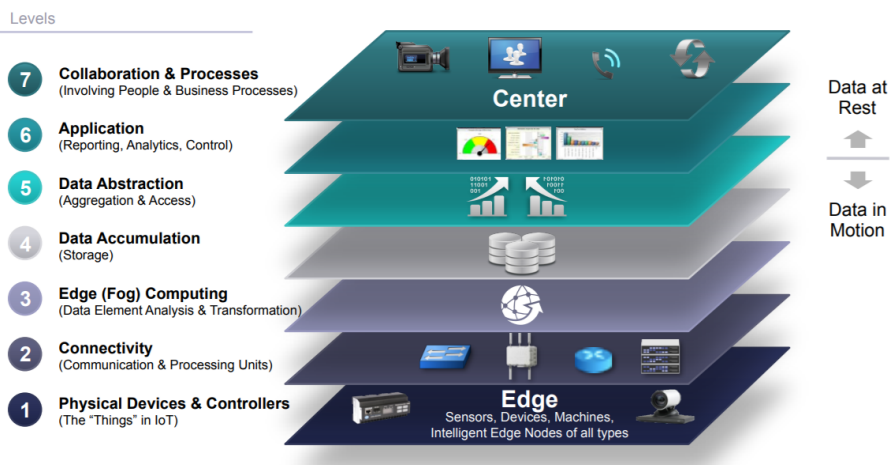 Levels
7
Collaboration & Processes
(Involving People & Business Processes)
6
Application
(Reporting, Analytics, Control)
5
Data Abstraction
(Aggregation & Access)
4
Data Accumulation
(Storage)
3
Edge (Fog) Computing
(Data Element Analysis & Transformation)
2
Connectivity
(Communication & Processing Units)
1
Physical Devices & Controllers
(The “Things” in IoT)
Center
010101
11001
001
Edge
Sensors, Devices, Machines,
Intelligent Edge Nodes of all types
Data at
Rest
Data in
Motion